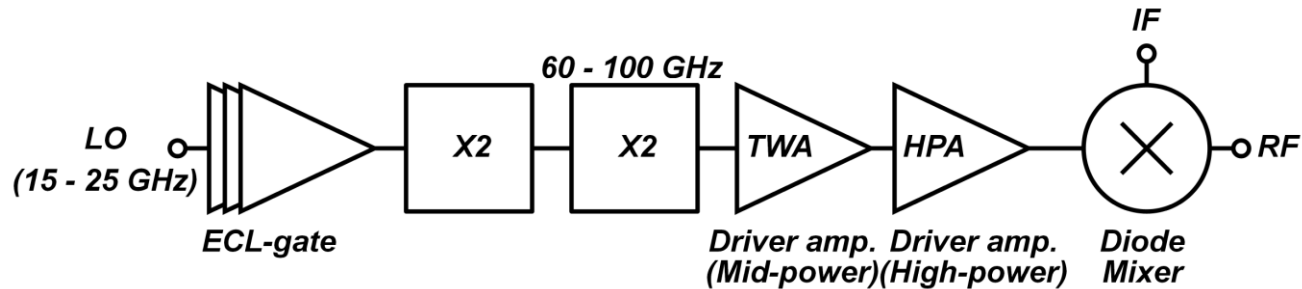 IF
60 - 100 GHz
LO
(15 - 25 GHz)
X2
X2
TWA
HPA
RF
ECL-gate
Driver amp.
(Mid-power)
Driver amp.
(High-power)
Diode
Mixer